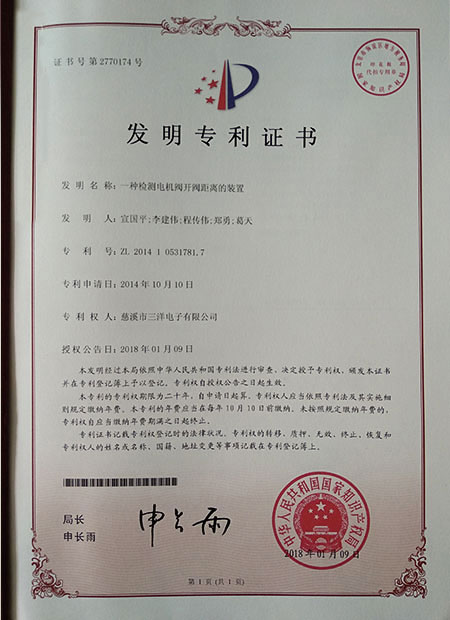 证书号第2770174号
发明专利证书
发明名称：一种检测电机阀开阀距离的装置
发明人：宣国平;李建伟;程传伟;郑勇;葛天
专利号：ZL 2014 1 0531781.7
专利申请日：2014年10月10日
专利权人：慈溪市三洋电子有限公司
授权公告日：2018年01月09日
本发明经过本局依照中华人民共和国专利法进行审查，决定授予专利权，颁发本证书
并在专利登记簿上予以登记。专利权自授权公告之日起生效。
本专利的专利权期限为二十年，自申请日起算。专利权人应当依照专利法及其实施细
则规定缴纳年费。本专利的年费应当在每年10月10日前缴纳。未按照规定缴纳年费的，
专利权自应当缴纳年费期满之日起终止。
专利证书记载专利权登记时的法律状况。专利权的转移、质押、无效、终止、恢复和
专利权人的姓名或名称、国籍、地址变更等事项记载在专利登记簿上。
局长
申长雨
申长雨
中华人民共和国国家知识产权局
2018年01月09日
第1页(共1页)